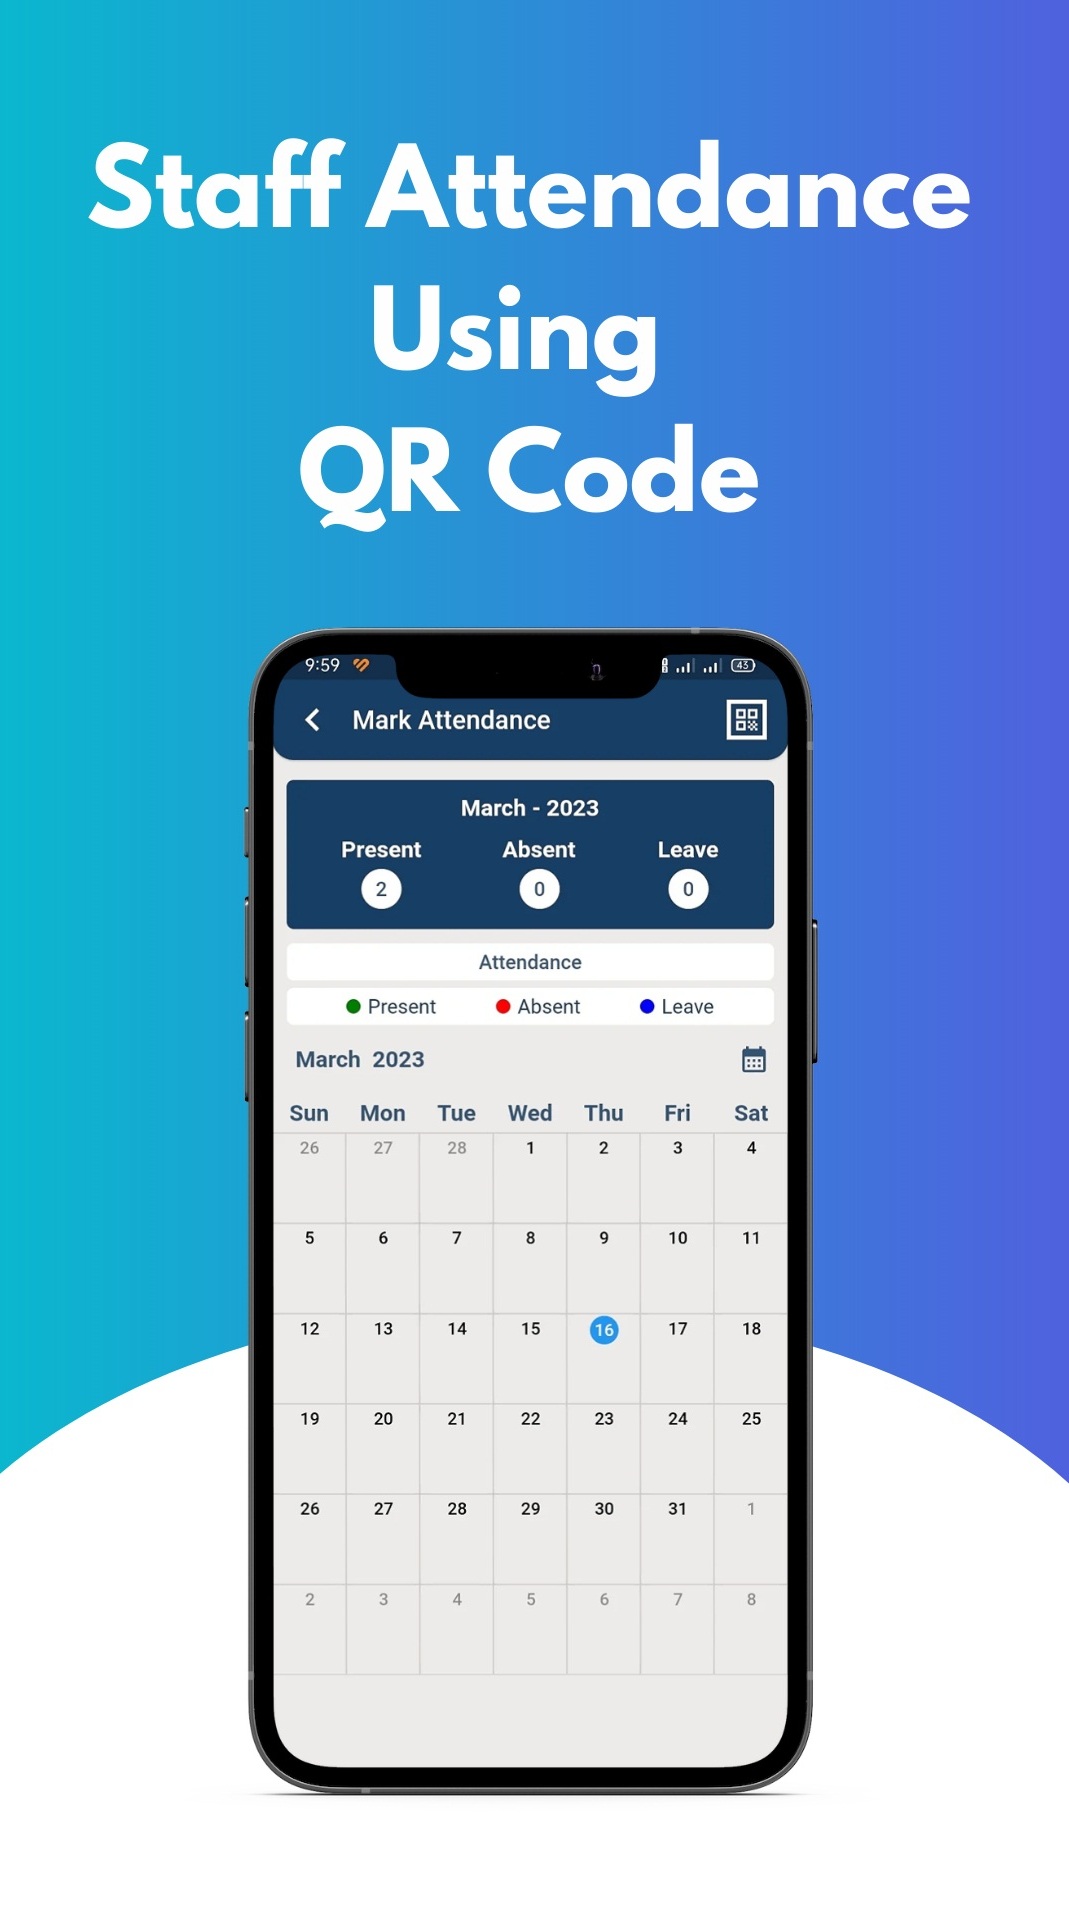 Staff Attendance
Using
QR Code
9:59 43
Mark Attendance
March - 2023
Present Absent Leave
2 0 0
Attendance
Present Absent Leave
March 2023
Sun Mon Tue Wed Thu Fri Sat
26 27 28 1 2 3 4
5 6 7 8 9 10 11
12 13 14 15 16 17 18
19 20 21 22 23 24 25
26 27 28 29 30 31 1
2 3 4 5 6 7 8